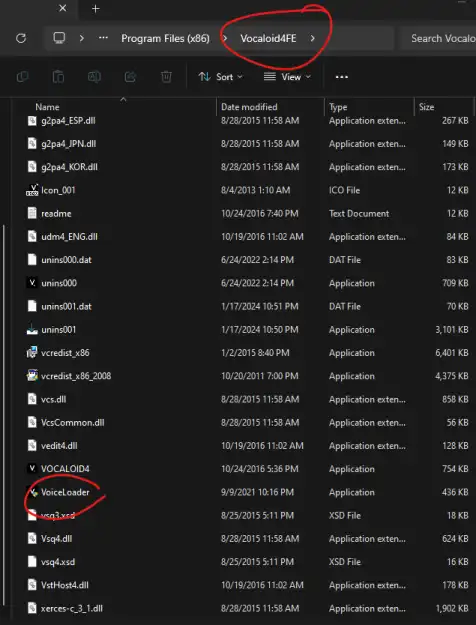 Program Files (x86) Vocaloid4FE Search Vocalo
Sort View
Name Date modified Type Size
g2pa4_ESP.dll 8/28/2015 11:58 AM Application exten... 267 KB
g2pa4_JPN.dll 8/28/2015 11:58 AM Application exten... 149 KB
g2pa4_KOR.dll 8/28/2015 11:58 AM Application exten... 173 KB
Icon_001 8/4/2013 1:10 AM ICO File 12 KB
readme 10/24/2016 7:40 PM Text Document 12 KB
udm4_ENG.dll 10/19/2016 11:02 AM Application exten... 84 KB
unins000.dat 6/24/2022 2:14 PM DAT File 83 KB
unins000 6/24/2022 2:14 PM Application 709 KB
unins001.dat 1/17/2024 10:51 PM DAT File 70 KB
unins001 1/17/2024 10:50 PM Application 3,101 KB
vcredist_x86 1/2/2015 8:40 PM Application 6,401 KB
vcredist_x86_2008 10/20/2011 7:00 PM Application 4,375 KB
vcs.dll 8/28/2015 11:58 AM Application exten... 858 KB
VcsCommon.dll 8/28/2015 11:58 AM Application exten... 56 KB
vedit4.dll 10/19/2016 11:02 AM Application exten... 128 KB
VOCALOID4 10/24/2016 5:36 PM Application 754 KB
VoiceLoader 9/9/2021 10:16 PM Application 436 KB
vsq3.xsd 8/25/2015 5:11 PM XSD File 18 KB
Vsq4.dll 8/28/2015 11:58 AM Application exten... 624 KB
vsq4.xsd 8/25/2015 5:11 PM XSD File 16 KB
VstHost4.dll 10/19/2016 11:02 AM Application exten... 178 KB
xerces-c_3_1.dll 8/28/2015 11:58 AM Application exten... 1,902 KB